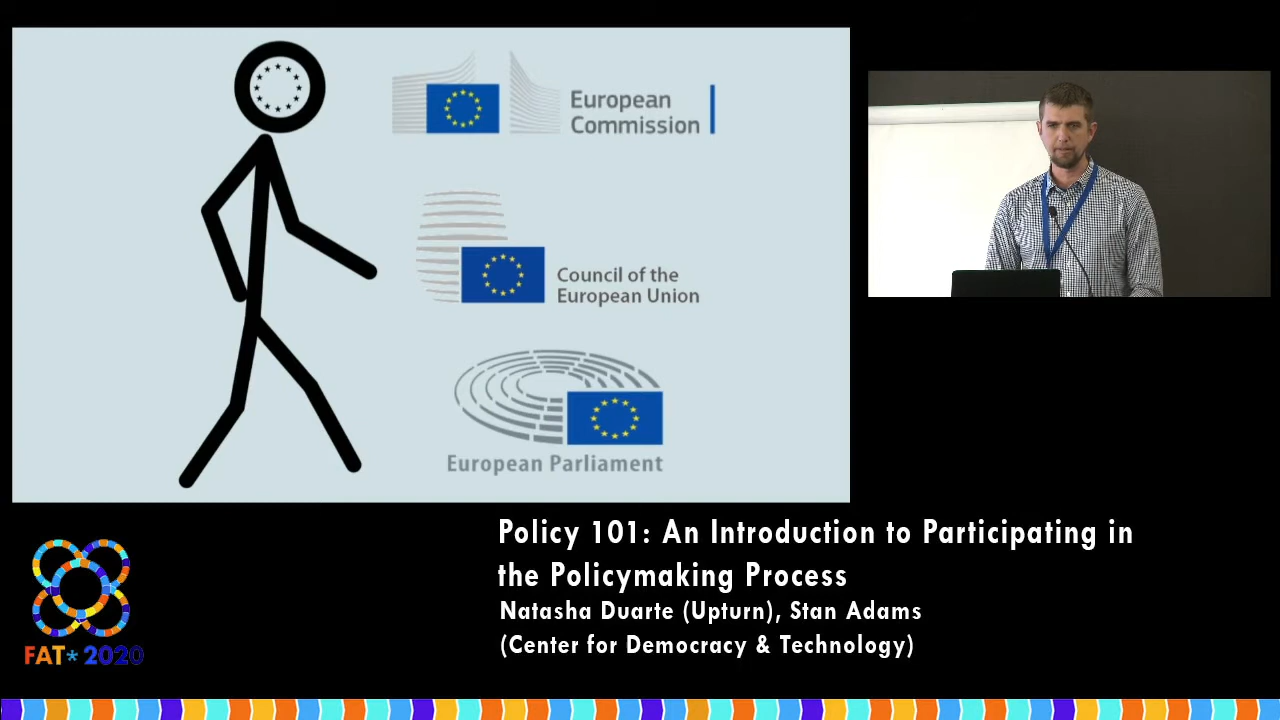 European
Commission
Council of the
European Union
European Parliament
Policy 101: An Introduction to Participating in
the Policymaking Process
Natasha Duarte (Upturn), Stan Adams
(Center for Democracy & Technology)
FAT* 2020